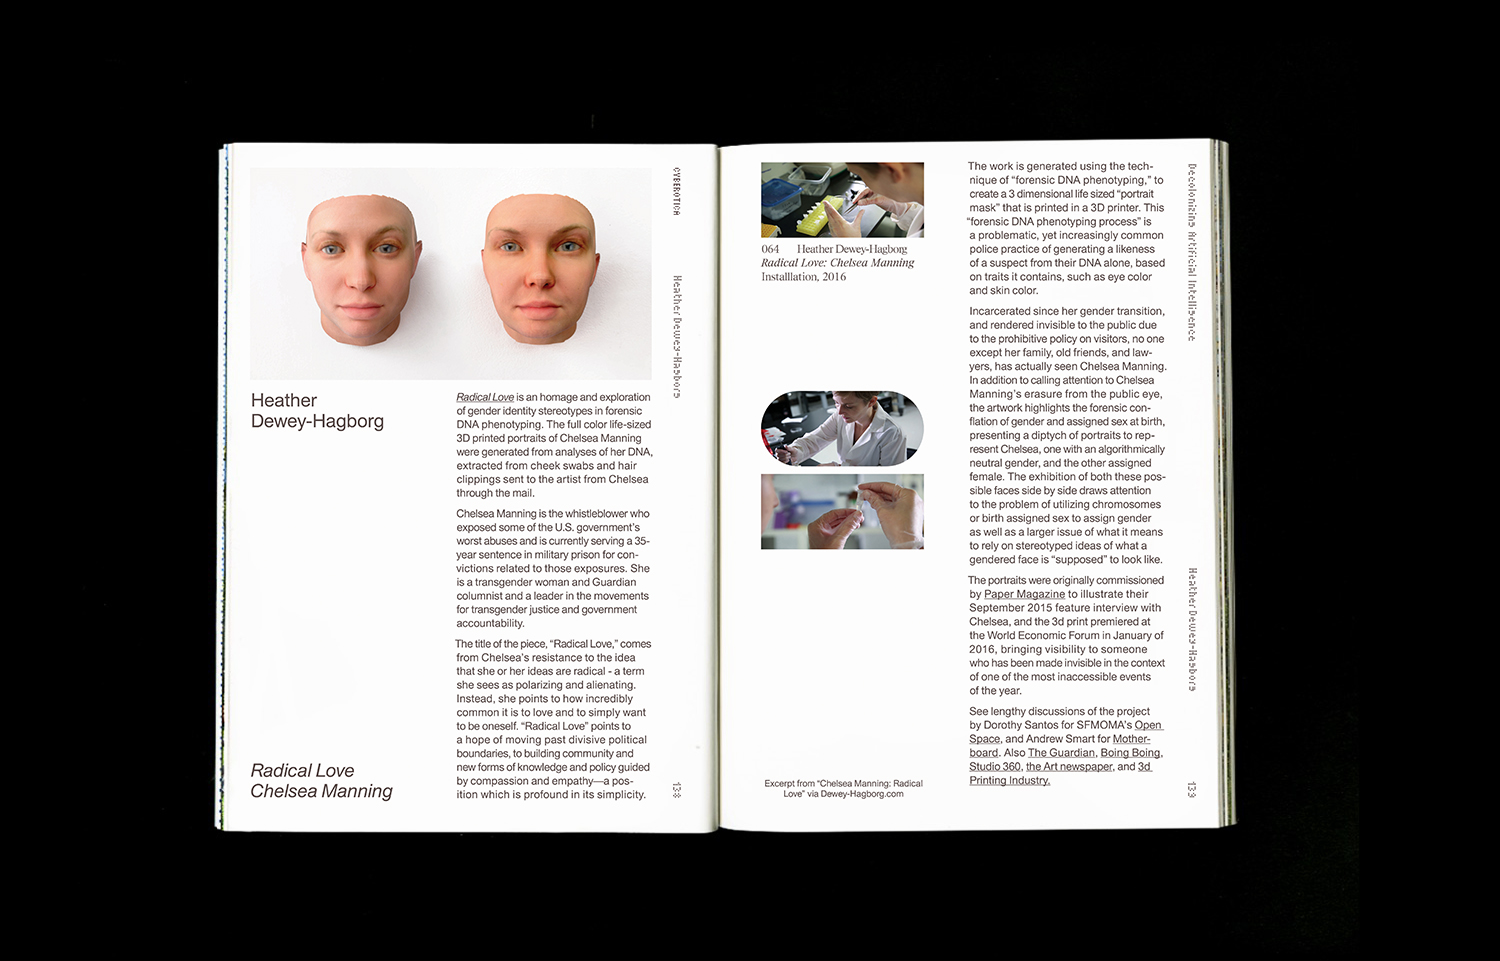 CYBEROTICA
Heather Dewey-Hagborg
Heather
Dewey-Hagborg
Radical Love
Chelsea Manning
Radical Love is an homage and exploration
of gender identity stereotypes in forensic
DNA phenotyping. The full color life-sized
3D printed portraits of Chelsea Manning
were generated from analyses of her DNA,
extracted from cheek swabs and hair
clippings sent to the artist from Chelsea
through the mail.
Chelsea Manning is the whistleblower who
exposed some of the U.S. government’s
worst abuses and is currently serving a 35-
year sentence in military prison for con-
victions related to those exposures. She
is a transgender woman and Guardian
columnist and a leader in the movements
for transgender justice and government
accountability.
The title of the piece, “Radical Love,” comes
from Chelsea’s resistance to the idea
that she or her ideas are radical - a term
she sees as polarizing and alienating.
Instead, she points to how incredibly
common it is to love and to simply want
to be oneself. “Radical Love” points to
a hope of moving past divisive political
boundaries, to building community and
new forms of knowledge and policy guided
by compassion and empathy—a pos-
ition which is profound in its simplicity.
138
064 Heather Dewey-Hagborg
Radical Love: Chelsea Manning
Installlation, 2016
Excerpt from “Chelsea Manning: Radical
Love” via Dewey-Hagborg.com
The work is generated using the tech-
nique of “forensic DNA phenotyping,” to
create a 3 dimensional life sized “portrait
mask” that is printed in a 3D printer. This
“forensic DNA phenotyping process” is
a problematic, yet increasingly common
police practice of generating a likeness
of a suspect from their DNA alone, based
on traits it contains, such as eye color
and skin color.
Incarcerated since her gender transition,
and rendered invisible to the public due
to the prohibitive policy on visitors, no one
except her family, old friends, and law-
yers, has actually seen Chelsea Manning.
In addition to calling attention to Chelsea
Manning’s erasure from the public eye,
the artwork highlights the forensic con-
flation of gender and assigned sex at birth,
presenting a diptych of portraits to rep-
resent Chelsea, one with an algorithmically
neutral gender, and the other assigned
female. The exhibition of both these pos-
sible faces side by side draws attention
to the problem of utilizing chromosomes
or birth assigned sex to assign gender
as well as a larger issue of what it means
to rely on stereotyped ideas of what a
gendered face is “supposed” to look like.
The portraits were originally commissioned
by Paper Magazine to illustrate their
September 2015 feature interview with
Chelsea, and the 3d print premiered at
the World Economic Forum in January of
2016, bringing visibility to someone
who has been made invisible in the context
of one of the most inaccessible events
of the year.
See lengthy discussions of the project
by Dorothy Santos for SFMOMA’s Open
Space, and Andrew Smart for Mother-
board. Also The Guardian, Boing Boing,
Studio 360, the Art newspaper, and 3d
Printing Industry.
Decolonizing Artificial Intelligence
Heather Dewey-Hagborg
139